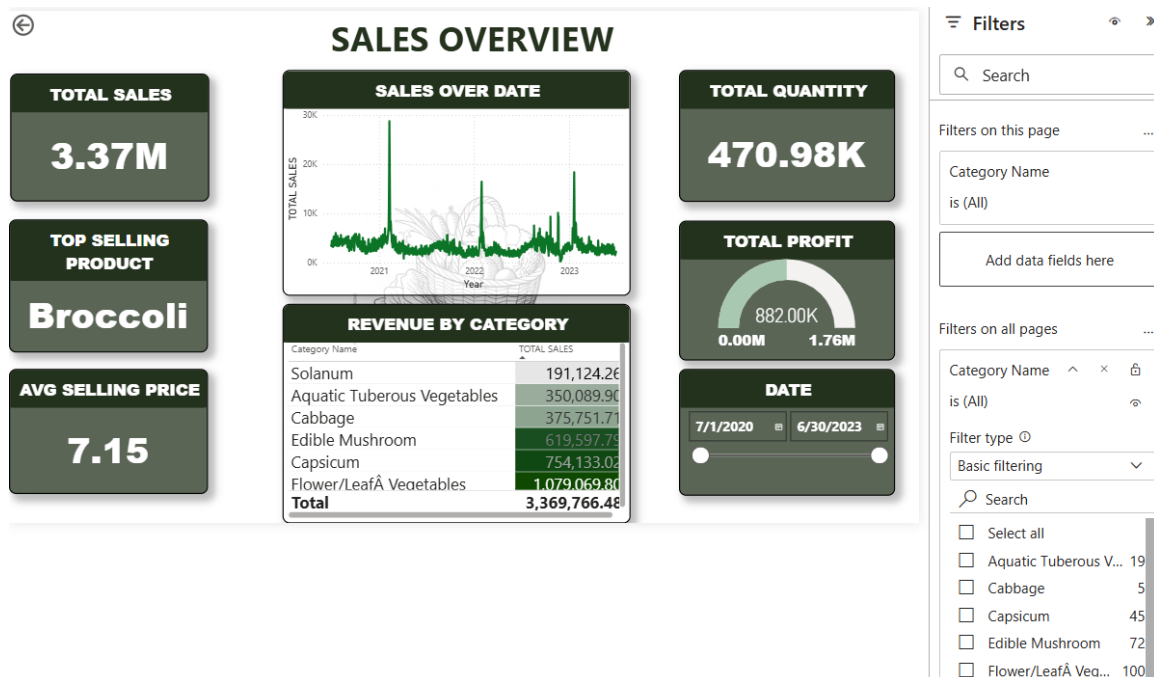 SALES OVERVIEW
TOTAL SALES
3.37M
TOP SELLING
PRODUCT
Broccoli
AVG SELLING PRICE
7.15
SALES OVER DATE
TOTAL SALES
30K
20K
10K
0K
2021 2022 2023
Year
REVENUE BY CATEGORY
Category Name TOTAL SALES
Solanum 191,124.26
Aquatic Tuberous Vegetables 350,089.90
Cabbage 375,751.71
Edible Mushroom 619,597.79
Capsicum 754,133.02
Flower/LeafÂ Vegetables 1,079,069.80
Total 3,369,766.48
TOTAL QUANTITY
470.98K
TOTAL PROFIT
882.00K
0.00M 1.76M
DATE
7/1/2020 6/30/2023
Filters
Search
Filters on this page ...
Category Name
is (All)
Add data fields here
Filters on all pages ...
Category Name
is (All)
Filter type
Basic filtering
Search
Select all
Aquatic Tuberous V... 19
Cabbage 5
Capsicum 45
Edible Mushroom 72
Flower/LeafÂ Veg... 100